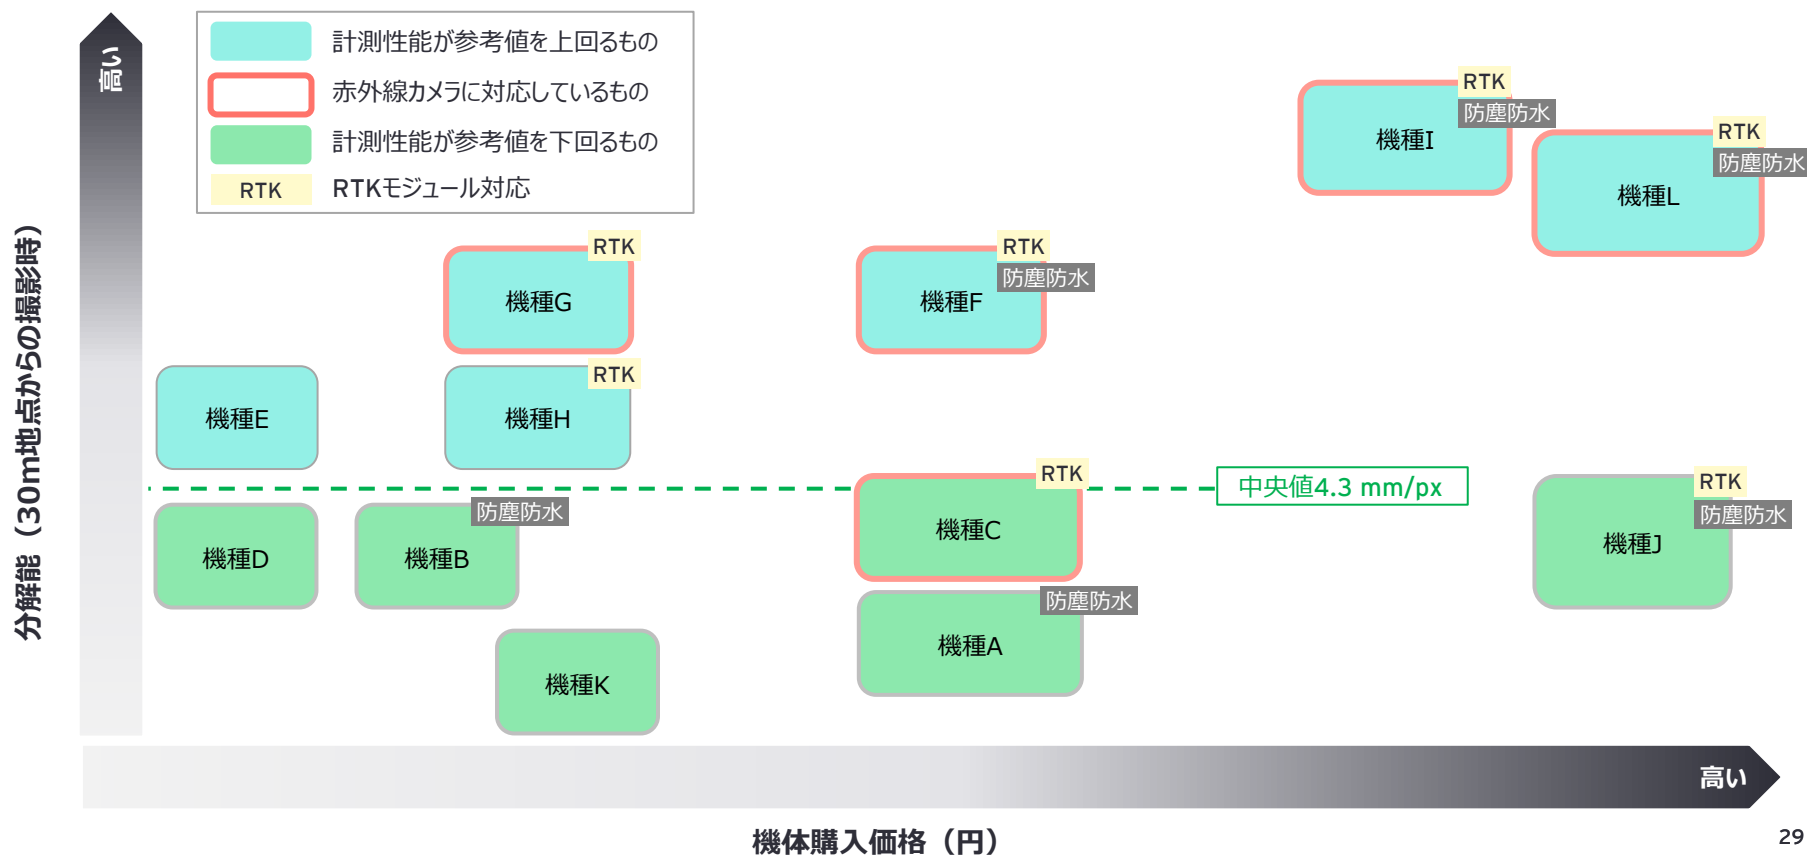 高い
計測性能が参考値を上回るもの
赤外線カメラに対応しているもの
計測性能が参考値を下回るもの
RTK RTKモジュール対応
分解能（30m地点からの撮影時）
RTK
防塵防水
機種I
RTK
防塵防水
機種L
RTK
機種G
RTK
防塵防水
機種F
機種E
RTK
機種H
中央値4.3 mm/px
機種D
防塵防水
機種B
RTK
機種C
RTK
防塵防水
機種J
防塵防水
機種A
機種K
高い
機体購入価格（円）
29